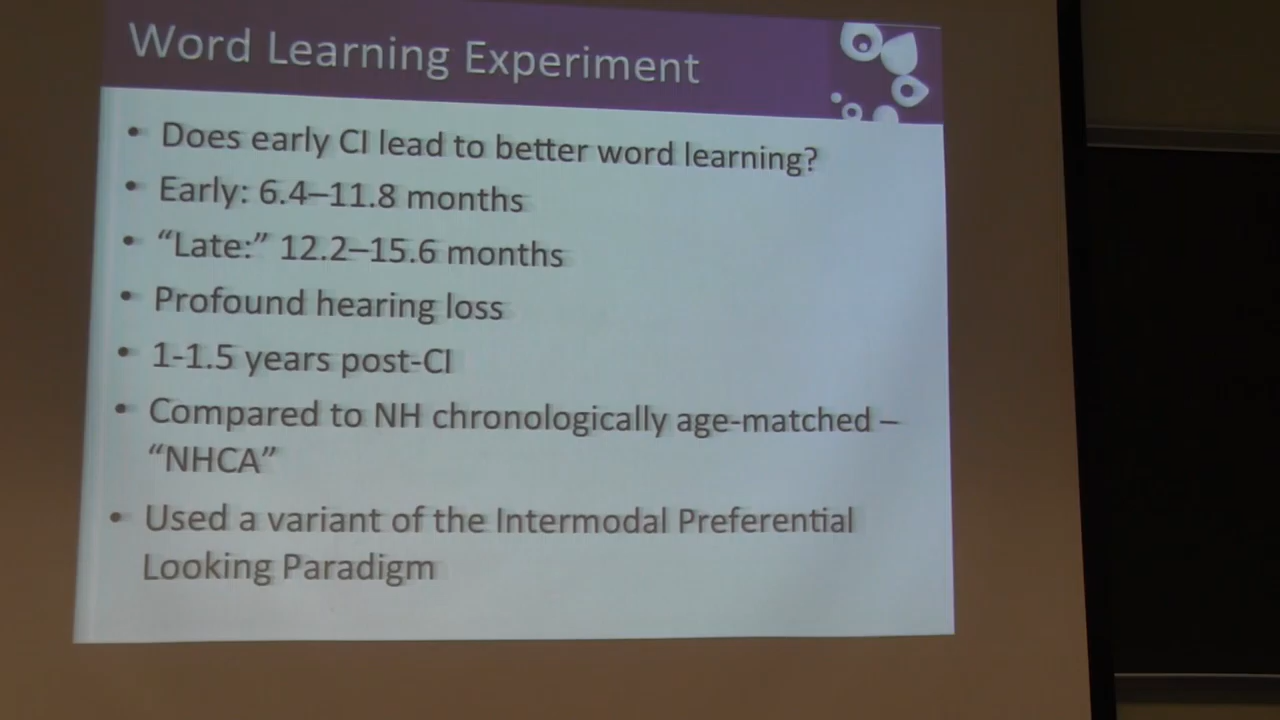 Word Learning Experiment
• Does early CI lead to better word learning?
• Early: 6.4–11.8 months
• “Late:” 12.2–15.6 months
• Profound hearing loss
• 1-1.5 years post-CI
• Compared to NH chronologically age-matched –
“NHCA”
• Used a variant of the Intermodal Preferential
Looking Paradigm